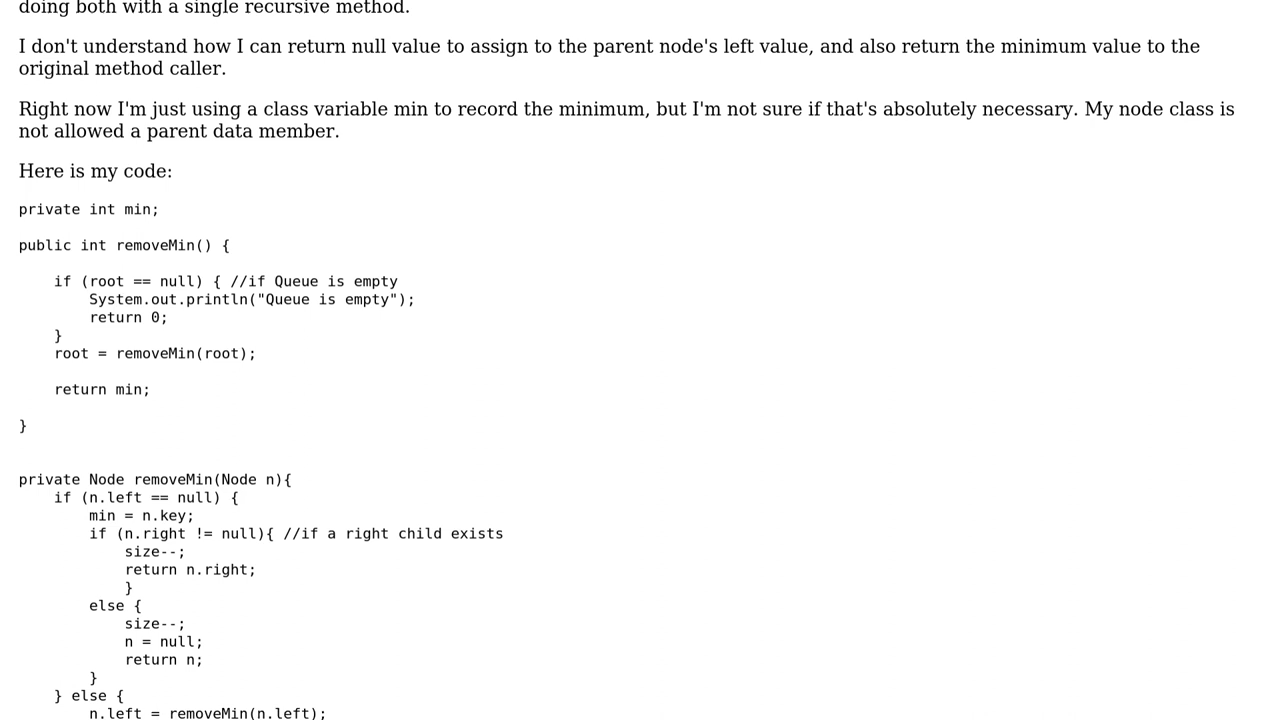 doing both with a single recursive method.
I don't understand how I can return null value to assign to the parent node's left value, and also return the minimum value to the
original method caller.
Right now I'm just using a class variable min to record the minimum, but I'm not sure if that's absolutely necessary. My node class is
not allowed a parent data member.
Here is my code:
private int min;
public int removeMin() {
    if (root == null) { //if Queue is empty
        System.out.println("Queue is empty");
        return 0;
    }
    root = removeMin(root);
    return min;
}
private Node removeMin(Node n){
    if (n.left == null) {
        min = n.key;
        if (n.right != null){ //if a right child exists
            size--;
            return n.right;
            }
        else {
            size--;
            n = null;
            return n;
        }
    } else {
        n.left = removeMin(n.left);